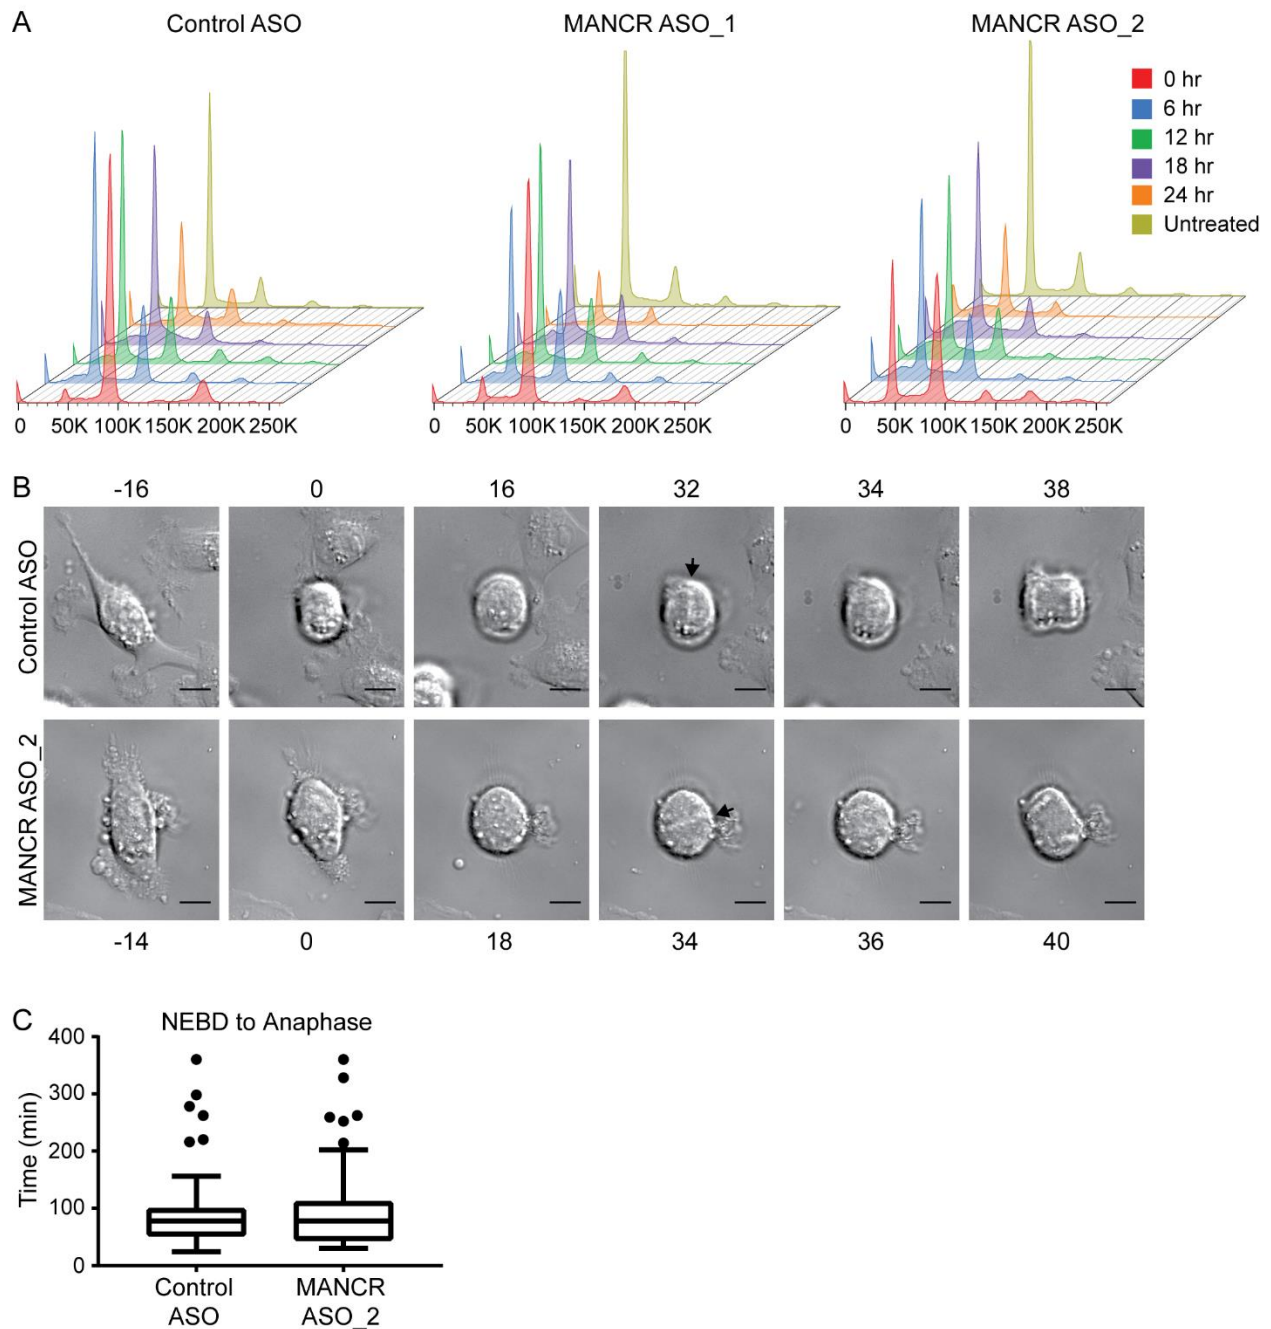 A
Control ASO
MANCR ASO_1
MANCR ASO_2
0 hr
6 hr
12 hr
18 hr
24 hr
Untreated
0 50K 100K 150K 200K 250K
0 50K 100K 150K 200K 250K
0 50K 100K 150K 200K 250K
B
-16 0 16 32 34 38
Control ASO
MANCR ASO_2
-14 0 18 34 36 40
C
NEBD to Anaphase
Time (min)
400
300
200
100
0
Control ASO
MANCR ASO_2